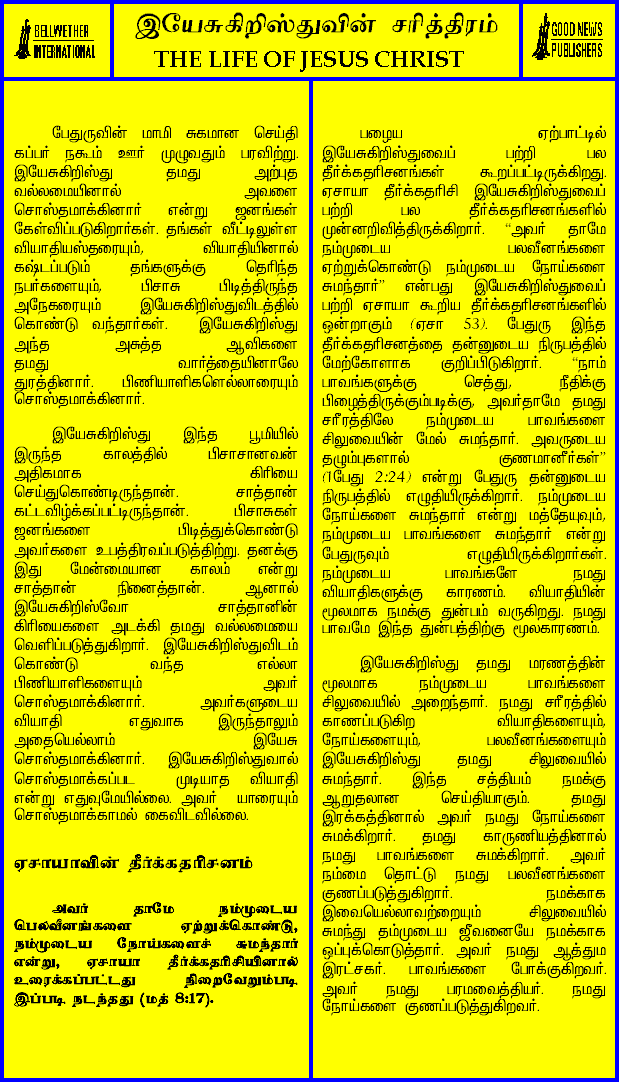 BELLWETHER
INTERNATIONAL
இயேசுகிறிஸ்துவின் சரித்திரம்
THE LIFE OF JESUS CHRIST
GOOD NEWS
PUBLISHERS
பேதுருவின் மாமி சுகமான செய்தி
கப்பர் நகூம் ஊர் முழுவதும் பரவிற்று.
இயேசுகிறிஸ்து தமது அற்புத
வல்லமையினால் அவளை
சொஸ்தமாக்கினார் என்று ஜனங்கள்
கேள்விப்படுகிறார்கள். தங்கள் வீட்டிலுள்ள
வியாதியஸ்தரையும், வியாதியினால்
கஷ்டப்படும் தங்களுக்கு தெரிந்த
நபர்களையும், பிசாசு பிடித்திருந்த
அநேகரையும் இயேசுகிறிஸ்துவிடத்தில்
கொண்டு வந்தார்கள். இயேசுகிறிஸ்து
அந்த அசுத்த ஆவிகளை
தமது வார்த்தையினாலே
துரத்தினார். பிணியாளிகளெல்லாரையும்
சொஸ்தமாக்கினார்.
இயேசுகிறிஸ்து இந்த பூமியில்
இருந்த காலத்தில் பிசாசானவன்
அதிகமாக கிரியை
செய்துகொண்டிருந்தான். சாத்தான்
கட்டவிழ்க்கப்பட்டிருந்தான். பிசாசுகள்
ஜனங்களை பிடித்துக்கொண்டு
அவர்களை உபத்திரவப்படுத்திற்று. தனக்கு
இது மேன்மையான காலம் என்று
சாத்தான் நினைத்தான். ஆனால்
இயேசுகிறிஸ்வோ சாத்தானின்
கிரியைகளை அடக்கி தமது வல்லமையை
வெளிப்படுத்துகிறார். இயேசுகிறிஸ்துவிடம்
கொண்டு வந்த எல்லா
பிணியாளிகளையும் அவர்
சொஸ்தமாக்கினார். அவர்களுடைய
வியாதி எதுவாக இருந்தாலும்
அதையெல்லாம் இயேசு
சொஸ்தமாக்கினார். இயேசுகிறிஸ்துவால்
சொஸ்தமாக்கப்பட முடியாத வியாதி
என்று எதுவுமேயில்லை. அவர் யாரையும்
சொஸ்தமாக்காமல் கைவிடவில்லை.
ஏசாயாவின் தீர்க்கதரிசனம்
அவர் தாமே நம்முடைய
பெலவீனங்களை ஏற்றுக்கொண்டு,
நம்முடைய நோய்களைச் சுமந்தார்
என்று, ஏசாயா தீர்க்கதரிசியினால்
உரைக்கப்பட்டது நிறைவேறும்படி
இப்படி நடந்தது (மத் 8:17).
பழைய ஏற்பாட்டில்
இயேசுகிறிஸ்துவைப் பற்றி பல
தீர்க்கதரிசனங்கள் கூறப்பட்டிருக்கிறது.
ஏசாயா தீர்க்கதரிசி இயேசுகிறிஸ்துவைப்
பற்றி பல தீர்க்கதரிசனங்களில்
முன்னறிவித்திருக்கிறார். “அவர் தாமே
நம்முடைய பலவீனங்களை
ஏற்றுக்கொண்டு நம்முடைய நோய்களை
சுமந்தார்” என்பது இயேசுகிறிஸ்துவைப்
பற்றி ஏசாயா கூறிய தீர்க்கதரிசனங்களில்
ஒன்றாகும் (ஏசா 53). பேதுரு இந்த
தீர்க்கதரிசனத்தை தன்னுடைய நிருபத்தில்
மேற்கோளாக குறிப்பிடுகிறார். “நாம்
பாவங்களுக்கு செத்து, நீதிக்கு
பிழைத்திருக்கும்படிக்கு, அவர்தாமே தமது
சரீரத்திலே நம்முடைய பாவங்களை
சிலுவையின் மேல் சுமந்தார். அவருடைய
தழும்புகளால் குணமானீர்கள்”
(1பேது 2:24) என்று பேதுரு தன்னுடைய
நிருபத்தில் எழுதியிருக்கிறார். நம்முடைய
நோய்களை சுமந்தார் என்று மத்தேயுவும்,
நம்முடைய பாவங்களை சுமந்தார் என்று
பேதுருவும் எழுதியிருக்கிறார்கள்.
நம்முடைய பாவங்களே நமது
வியாதிகளுக்கு காரணம். வியாதியின்
மூலமாக நமக்கு துன்பம் வருகிறது. நமது
பாவமே இந்த துன்பத்திற்கு மூலகாரணம்.
இயேசுகிறிஸ்து தமது மரணத்தின்
மூலமாக நம்முடைய பாவங்களை
சிலுவையில் அறைந்தார். நமது சரீரத்தில்
காணப்படுகிற வியாதிகளையும்,
நோய்களையும், பலவீனங்களையும்
இயேசுகிறிஸ்து தமது சிலுவையில்
சுமந்தார். இந்த சத்தியம் நமக்கு
ஆறுதலான செய்தியாகும். தமது
இரக்கத்தினால் அவர் நமது நோய்களை
சுமக்கிறார். தமது காருணியத்தினால்
நமது பாவங்களை சுமக்கிறார். அவர்
நம்மை தொட்டு நமது பலவீனங்களை
குணப்படுத்துகிறார். நமக்காக
இவையெல்லாவற்றையும் சிலுவையில்
சுமந்து தம்முடைய ஜீவனையே நமக்காக
ஒப்புக்கொடுத்தார். அவர் நமது ஆத்தும
இரட்சகர். பாவங்களை போக்குகிறவர்.
அவர் நமது பரமவைத்தியர். நமது
நோய்களை குணப்படுத்துகிறவர்.